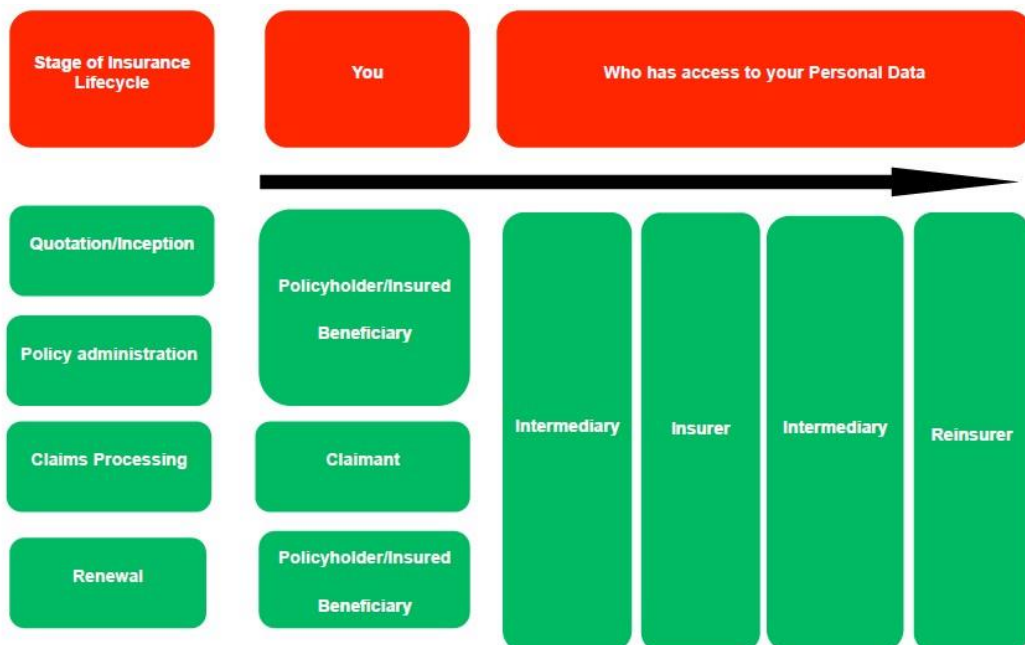 Stage of Insurance
Lifecycle
You
Who has access to your Personal Data
Quotation/Inception
Policy administration
Claims Processing
Renewal
Policyholder/Insured
Beneficiary
Claimant
Policyholder/Insured
Beneficiary
Intermediary
Insurer
Intermediary
Reinsurer